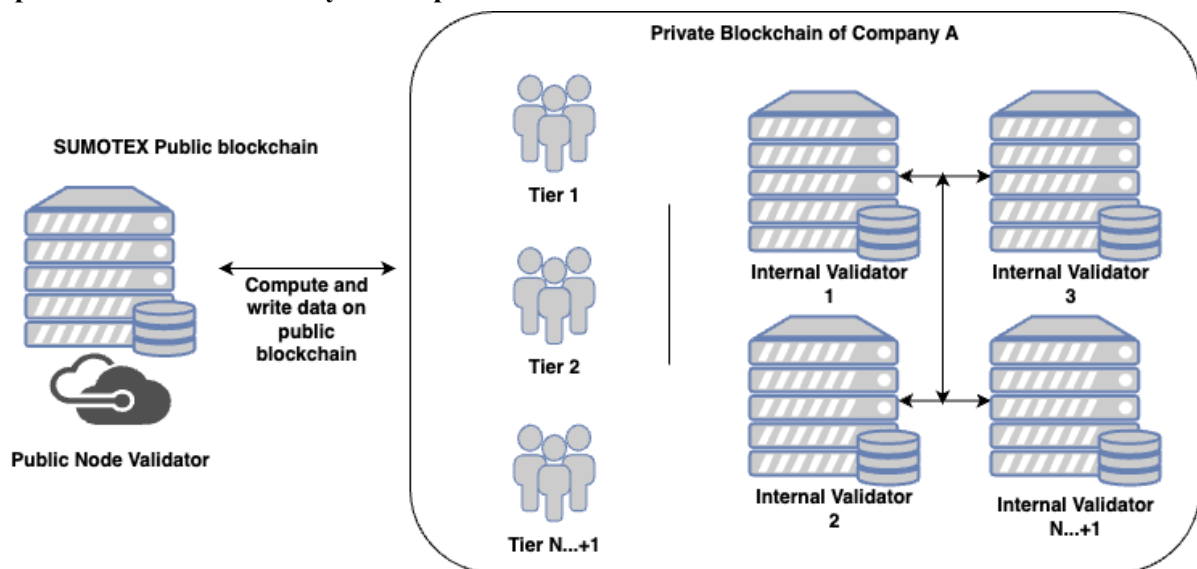 Private Blockchain of Company A
SUMOTEX Public blockchain
Tier 1
Internal Validator
1
Internal Validator
3
Compute and
write data on
public
blockchain
Tier 2
Public Node Validator
Internal Validator
2
Internal Validator
N...+1
Tier N...+1